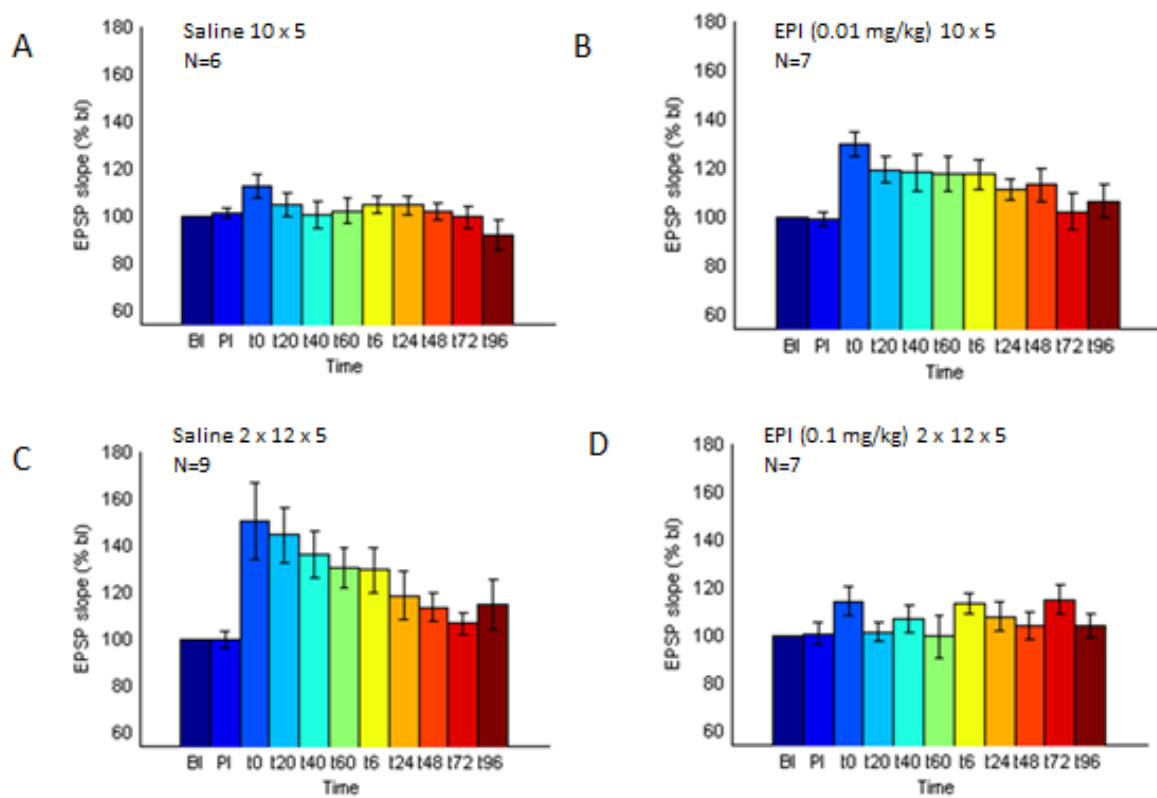 A
Saline 10 x 5
N=6
EPSP slope (% bl)
180
160
140
120
100
80
60
Bl Pl t0 t20 t40 t60 t6 t24 t48 t72 t96
Time
B
EPI (0.01 mg/kg) 10 x 5
N=7
EPSP slope (% bl)
180
160
140
120
100
80
60
Bl Pl t0 t20 t40 t60 t6 t24 t48 t72 t96
Time
C
Saline 2 x 12 x 5
N=9
EPSP slope (% bl)
180
160
140
120
100
80
60
Bl Pl t0 t20 t40 t60 t6 t24 t48 t72 t96
Time
D
EPI (0.1 mg/kg) 2 x 12 x 5
N=7
EPSP slope (% bl)
180
160
140
120
100
80
60
Bl Pl t0 t20 t40 t60 t6 t24 t48 t72 t96
Time